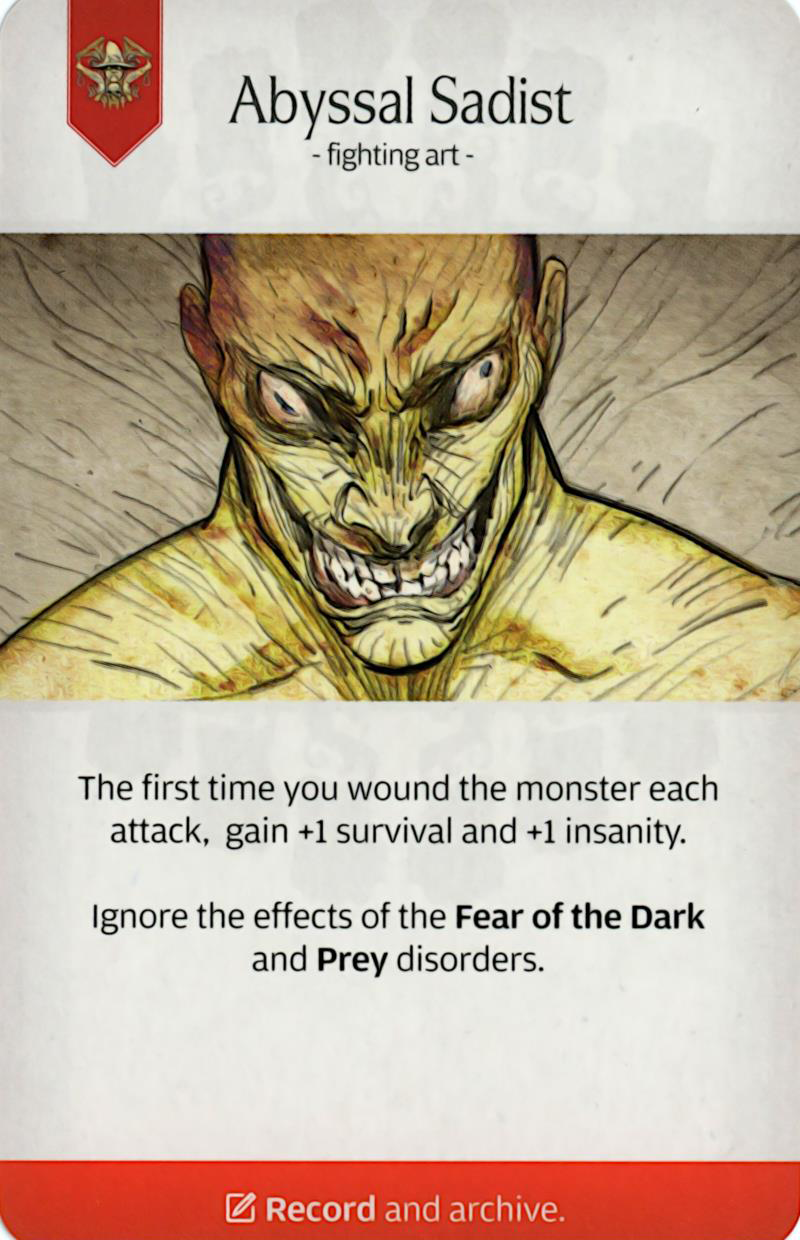 Abyssal Sadist
- fighting art -
The first time you wound the monster each
attack, gain +1 survival and +1 insanity.
Ignore the effects of the Fear of the Dark
and Prey disorders.
Record and archive.